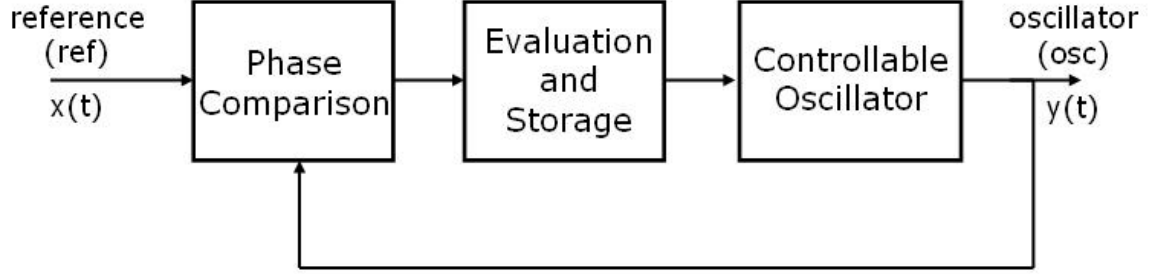 reference
(ref)
x(t)
Phase
Comparison
Evaluation
and
Storage
Controllable
Oscillator
oscillator
(osc)
y(t)